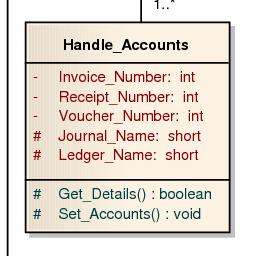 1..*
Handle_Accounts
- Invoice_Number: int
- Receipt_Number: int
- Voucher_Number: int
# Journal_Name: short
# Ledger_Name: short
# Get_Details() : boolean
# Set_Accounts() : void